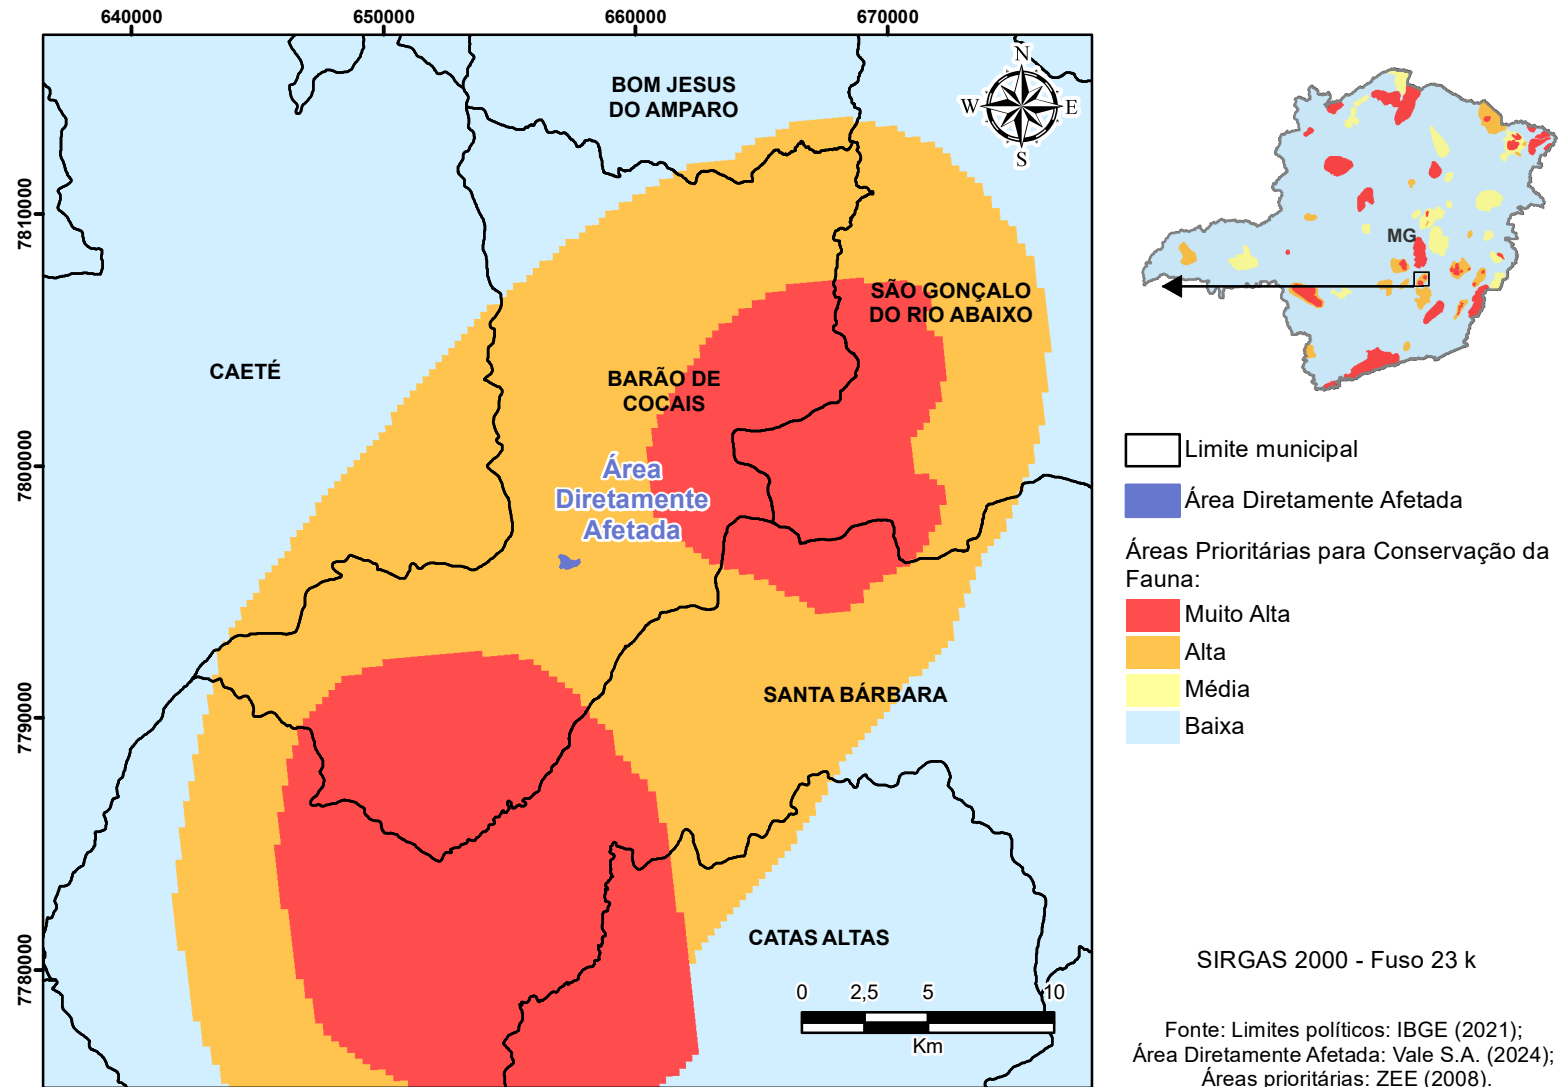 640000
650000
660000
670000
7810000
7800000
7790000
7780000
BOM JESUS
DO AMPARO
N
W
E
S
SÃO GONÇALO
DO RIO ABAIXO
CAETÉ
BARÃO DE
COCAIS
Área
Diretamente
Afetada
SANTA BÁRBARA
CATAS ALTAS
0 2,5 5 10
Km
MG
Limite municipal
Área Diretamente Afetada
Áreas Prioritárias para Conservação da
Fauna:
Muito Alta
Alta
Média
Baixa
SIRGAS 2000 - Fuso 23 k
Fonte: Limites políticos: IBGE (2021);
Área Diretamente Afetada: Vale S.A. (2024);
Áreas prioritárias: ZEE (2008).